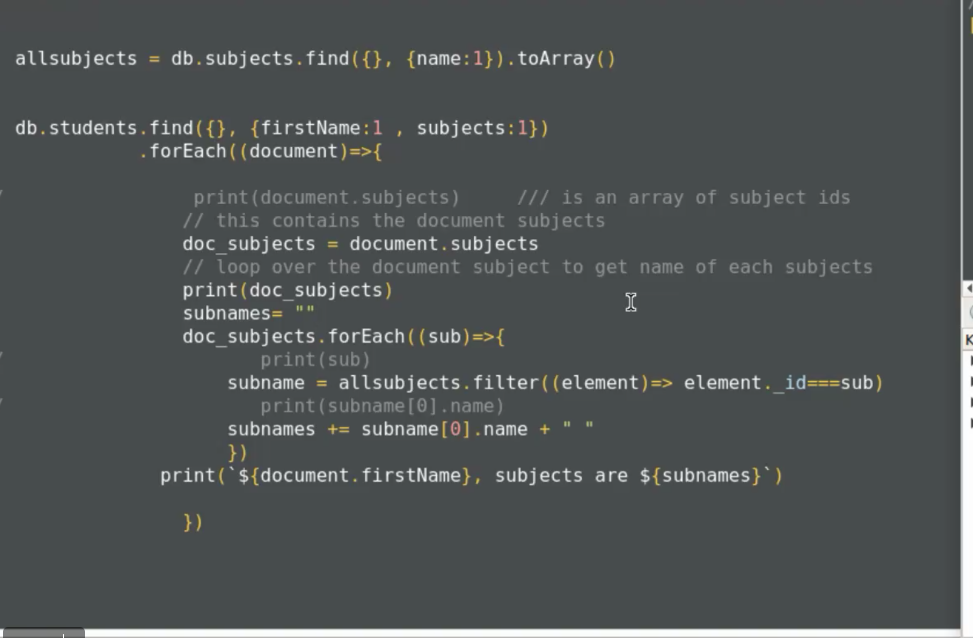 allsubjects = db.subjects.find({}, {name:1}).toArray()
db.students.find({}, {firstName:1 , subjects:1})
.forEach((document)=>{
print(document.subjects) /// is an array of subject ids
// this contains the document subjects
doc_subjects = document.subjects
// loop over the document subject to get name of each subjects
print(doc_subjects)
subnames= ""
doc_subjects.forEach((sub)=>{
print(sub)
subname = allsubjects.filter((element)=> element._id===sub)
print(subname[0].name)
subnames += subname[0].name + " "
})
print(`${document.firstName}, subjects are ${subnames}`)
})